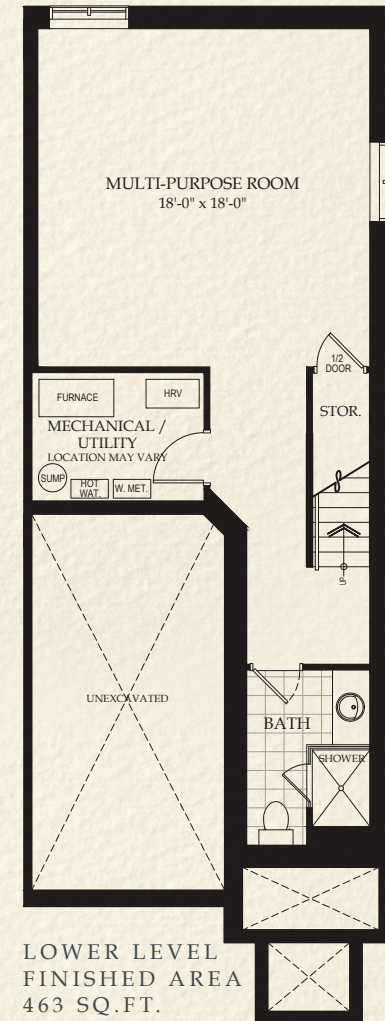 MULTI-PURPOSE ROOM
18'-0" x 18'-0"
1/2
DOOR
STOR.
FURNACE
HRV
MECHANICAL /
UTILITY
LOCATION MAY VARY
SUMP
HOT
WAT.
W. MET.
UP
UNEXCAVATED
BATH
SHOWER
LOWER LEVEL
FINISHED AREA
463 SQ.FT.